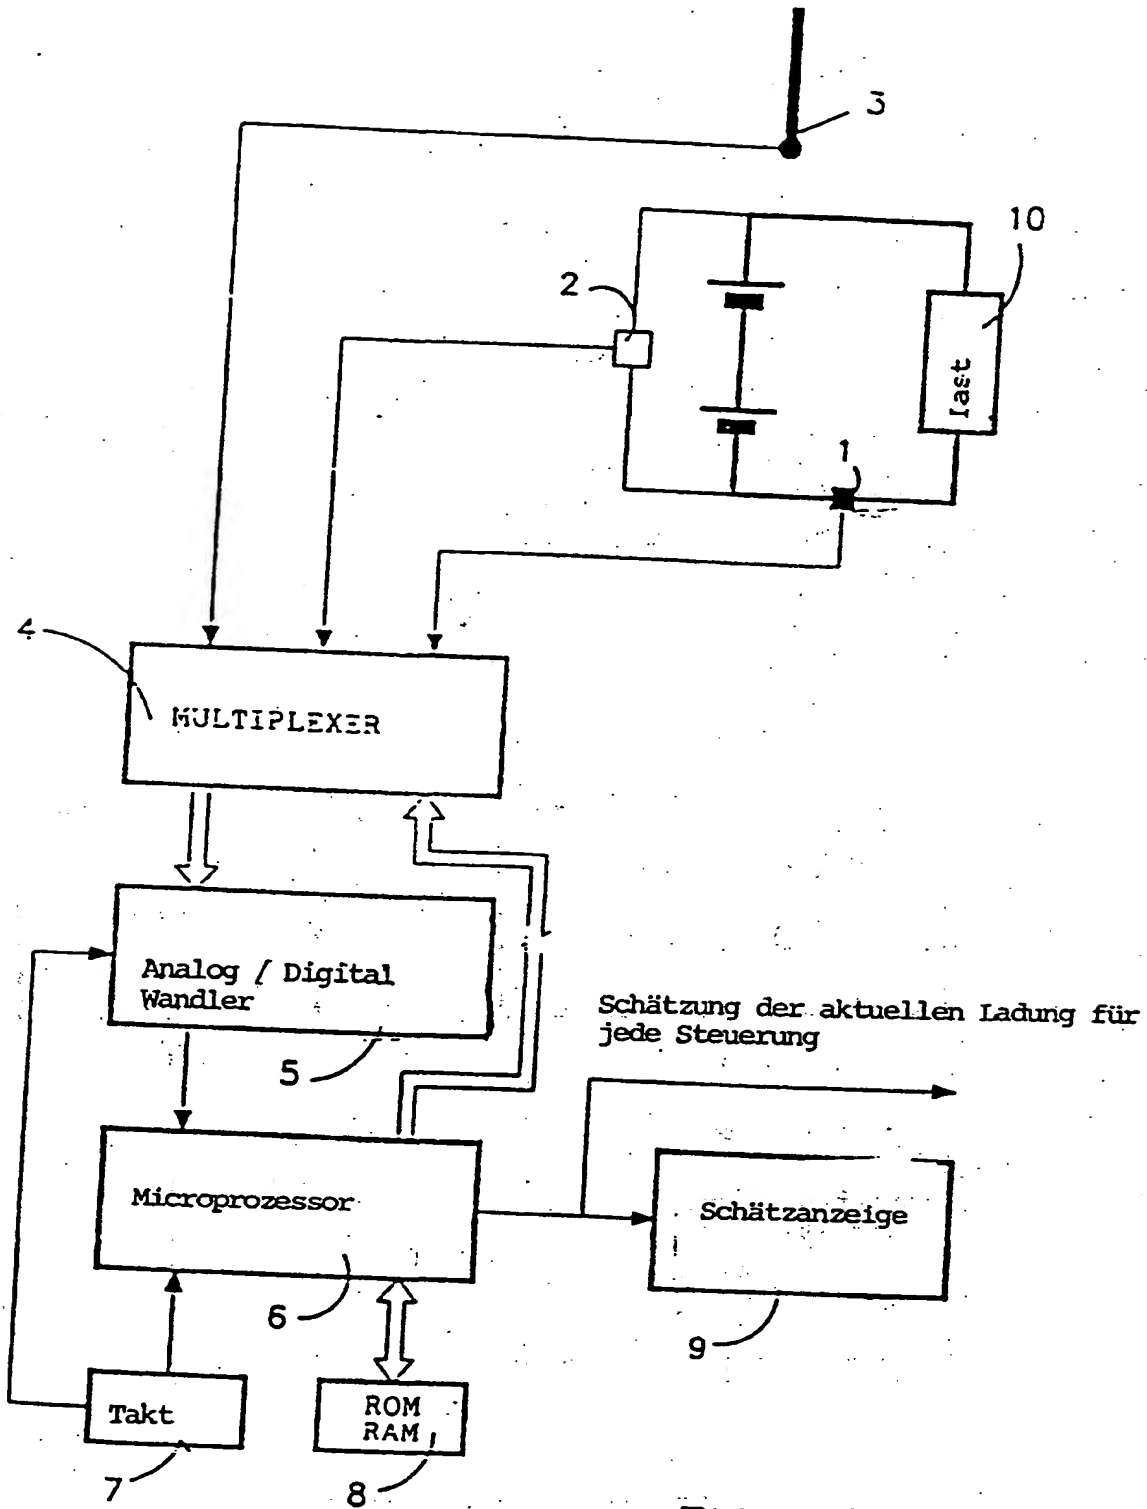 3
10
2
last
1
4
MULTIPLEXER
Analog / Digital
Wandler
5
Schätzung der aktuellen Ladung für
jede Steuerung
Microprozessor
Schätzanzeige
6
9
Takt
ROM
RAM
7
8